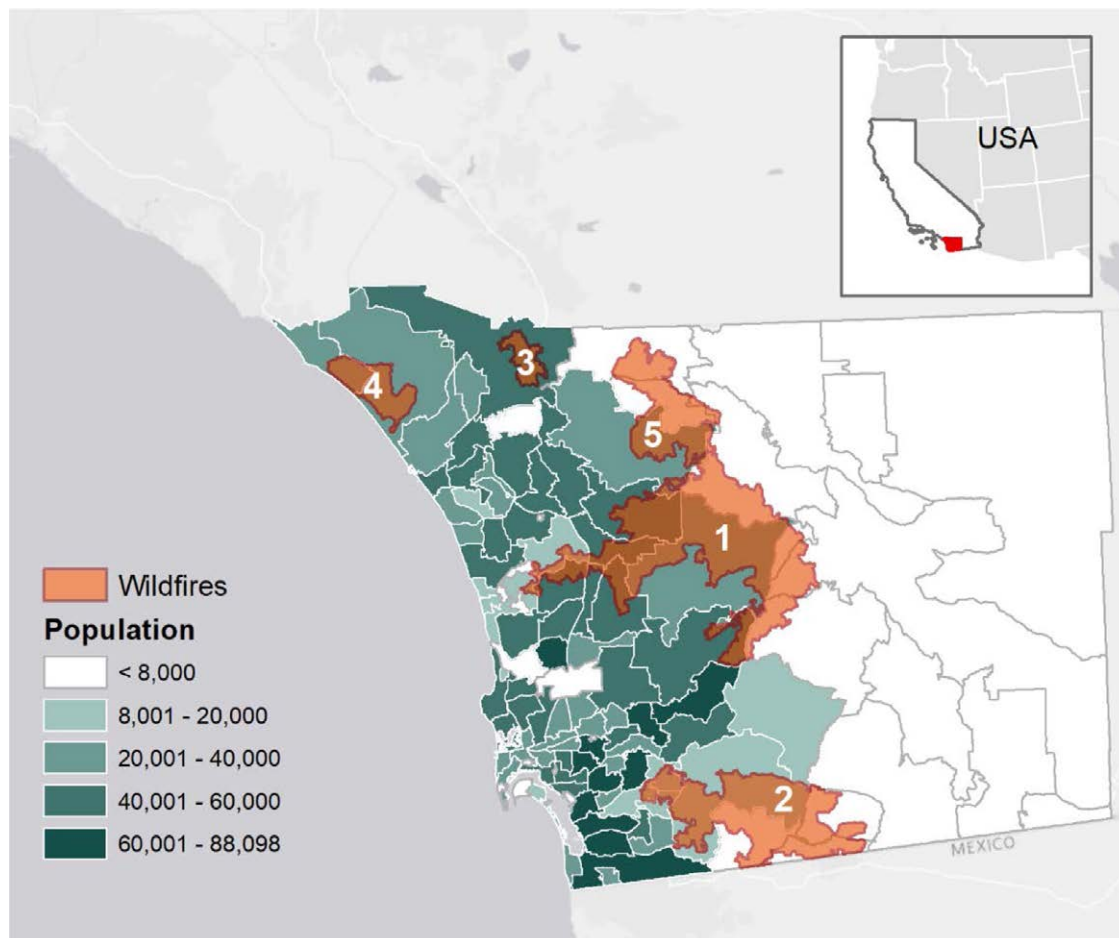 USA
3
4
5
1
Wildfires
Population
< 8,000
8,001 - 20,000
20,001 - 40,000
40,001 - 60,000
60,001 - 88,098
2
MEXICO